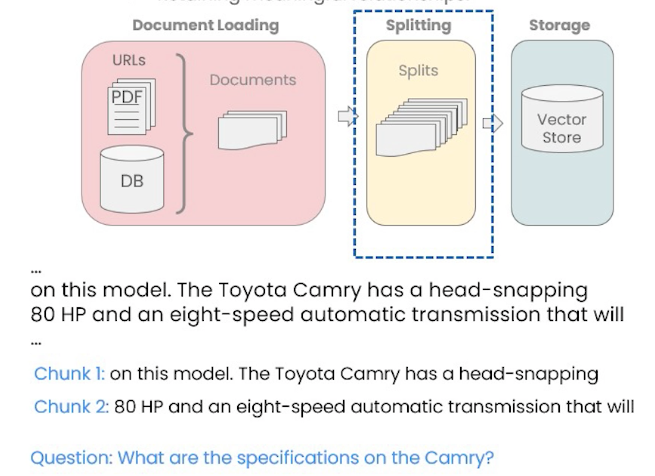 Document Loading
Splitting
Storage
URLs
PDF
DB
Documents
Splits
Vector
Store
...
on this model. The Toyota Camry has a head-snapping
80 HP and an eight-speed automatic transmission that will
...
Chunk 1: on this model. The Toyota Camry has a head-snapping
Chunk 2: 80 HP and an eight-speed automatic transmission that will
Question: What are the specifications on the Camry?